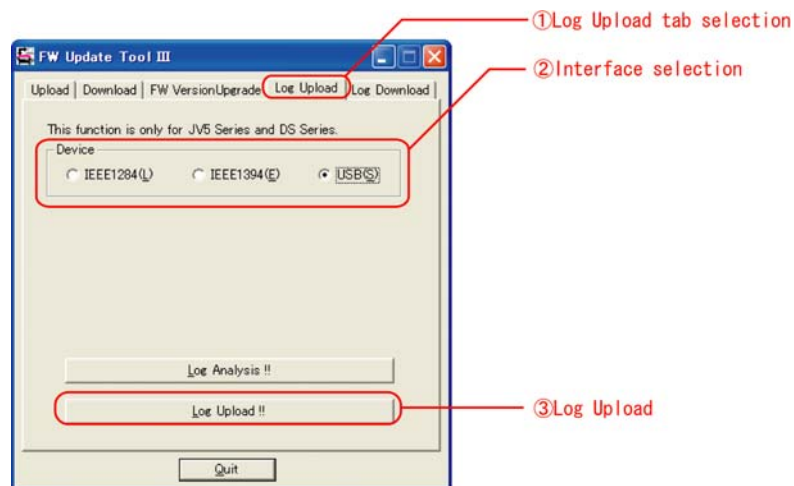 ①Log Upload tab selection
FW Update Tool III
②Interface selection
Upload Download FW VersionUpgrade Log Upload Log Download
This function is only for JV5 Series and DS Series.
Device
IEEE1284(L) IEEE1394(E) USB(S)
Log Analysis !!
Log Upload !!
③Log Upload
Quit